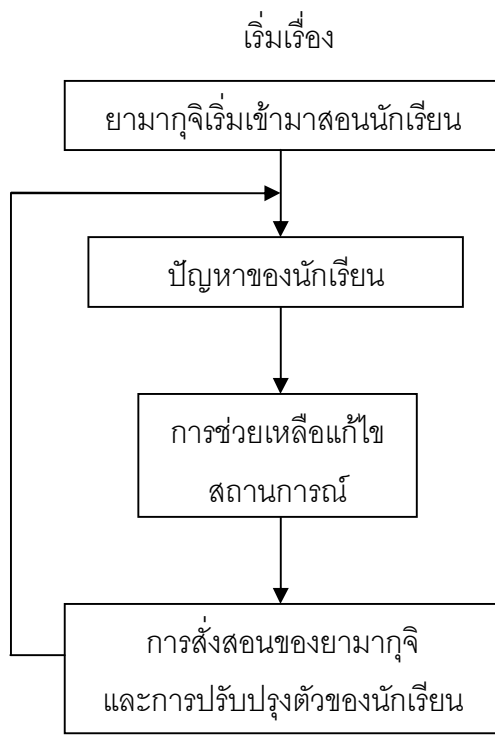 เริ่มเรื่อง
ยามากุจิเริ่มเข้ามาสอนนักเรียน
ปัญหาของนักเรียน
การช่วยเหลือแก้ไข
สถานการณ์
การสั่งสอนของยามากุจิ
และการปรับปรุงตัวของนักเรียน